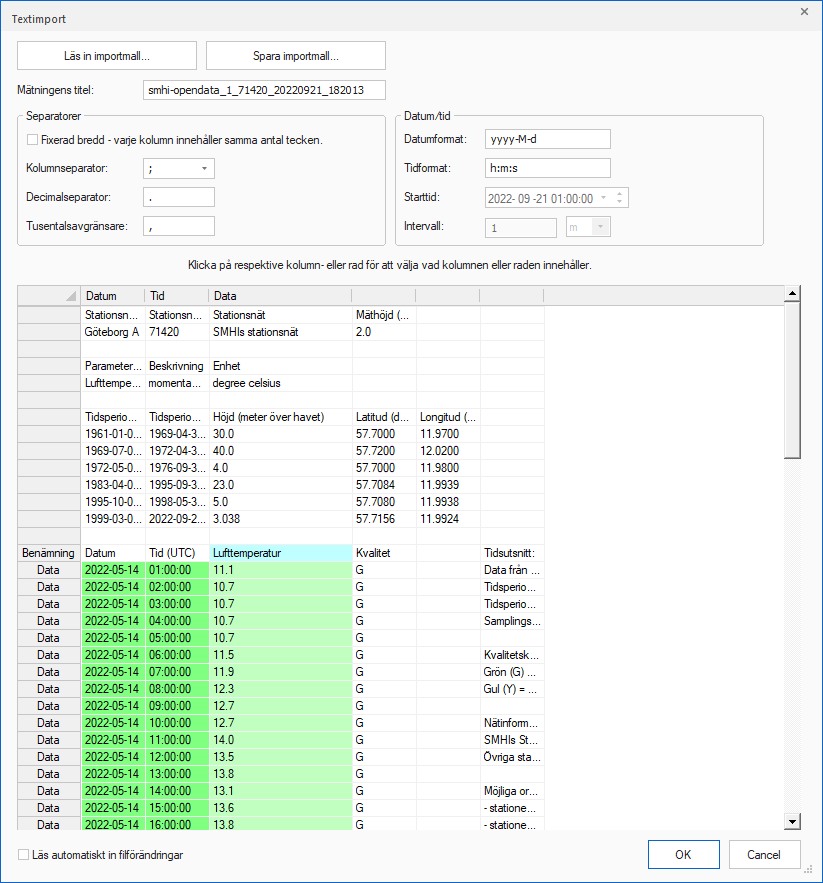 Textimport
Läs in importmall...
Spara importmall...
Mätningens titel: smhi-opendata_1_71420_20220921_182013
Separatorer
Fixerad bredd - varje kolumn innehåller samma antal tecken.
Kolumnseparator: ;
Decimalseparator: .
Tusentalsavgränsare: ,
Datum/tid
Datumformat: yyyy-M-d
Tidformat: h:m:s
Starttid: 2022- 09 -21 01:00:00
Intervall: 1 m
Klicka på respektive kolumn- eller rad för att välja vad kolumnen eller raden innehåller.
Datum Tid Data
Stationsn... Stationsn... Stationsnät Mäthöjd (...
Göteborg A 71420 SMHIs stationsnät 2.0
Parameter... Beskrivning Enhet
Lufttempe... momenta... degree celsius
Tidsperio... Tidsperio... Höjd (meter över havet) Latitud (d... Longitud (...
1961-01-0... 1969-04-3... 30.0 57.7000 11.9700
1969-07-0... 1972-04-3... 40.0 57.7200 12.0200
1972-05-0... 1976-09-3... 4.0 57.7000 11.9800
1983-04-0... 1995-09-3... 23.0 57.7084 11.9939
1995-10-0... 1998-05-3... 5.0 57.7080 11.9938
1999-03-0... 2022-09-2... 3.038 57.7156 11.9924
Benämning Datum Tid (UTC) Lufttemperatur Kvalitet Tidsutsnitt:
Data 2022-05-14 01:00:00 11.1 G Data från ...
Data 2022-05-14 02:00:00 10.7 G Tidsperio...
Data 2022-05-14 03:00:00 10.7 G Tidsperio...
Data 2022-05-14 04:00:00 10.7 G Samplings...
Data 2022-05-14 05:00:00 10.7 G
Data 2022-05-14 06:00:00 11.5 G Kvalitetsk...
Data 2022-05-14 07:00:00 11.9 G Grön (G) ...
Data 2022-05-14 08:00:00 12.3 G Gul (Y) = ...
Data 2022-05-14 09:00:00 12.7 G
Data 2022-05-14 10:00:00 12.7 G Nätinform...
Data 2022-05-14 11:00:00 14.0 G SMHIs St...
Data 2022-05-14 12:00:00 13.5 G Övriga sta...
Data 2022-05-14 13:00:00 13.8 G
Data 2022-05-14 14:00:00 13.1 G Möjliga or...
Data 2022-05-14 15:00:00 13.6 G - statione...
Data 2022-05-14 16:00:00 13.8 G - statione...
Läs automatiskt in filförändringar
OK
Cancel